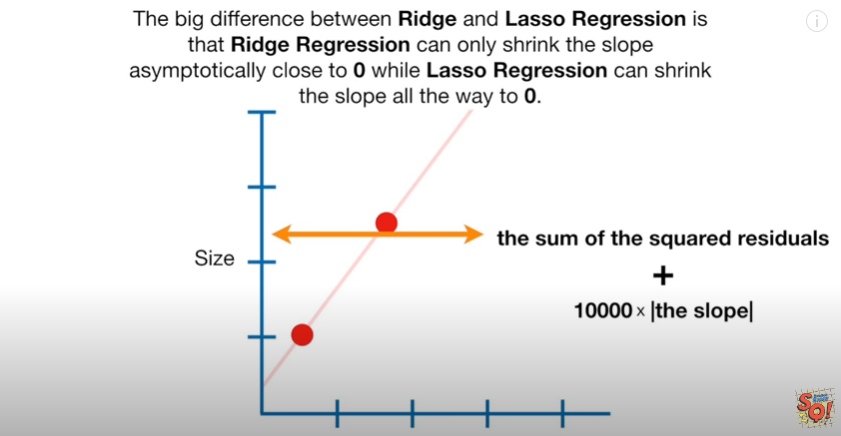 The big difference between Ridge and Lasso Regression is
that Ridge Regression can only shrink the slope
asymptotically close to 0 while Lasso Regression can shrink
the slope all the way to 0.
Size
the sum of the squared residuals
+
10000 x |the slope|
SQ!